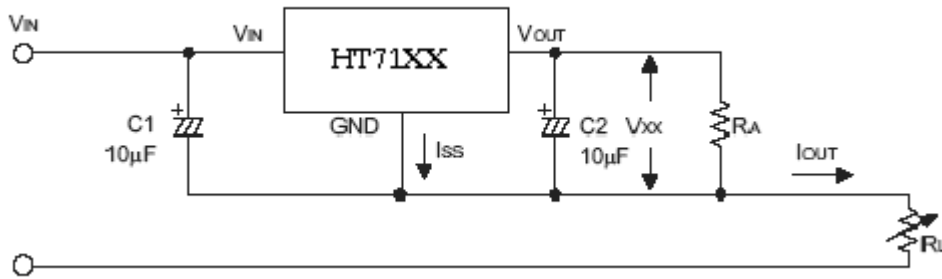 VIN
VIN
HT71XX
VOUT
GND
C1
10µF
ISS
C2
10µF
VXX
RA
IOUT
RL